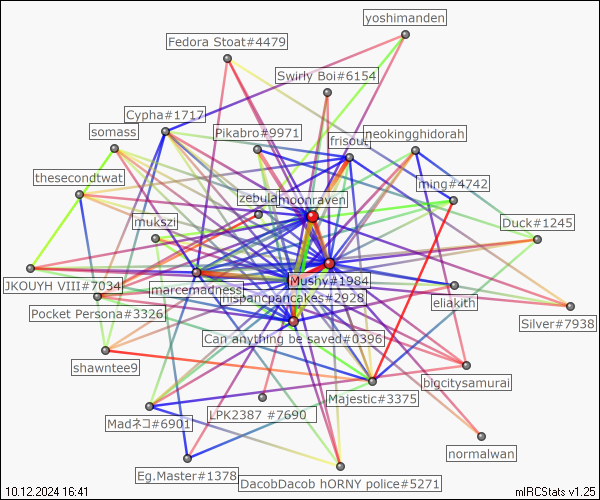 yoshimanden
Fedora Stoat#4479
Swirly Boi#6154
Cypha#1717
somass
Pikabro#9971
frisout
neokingghidorah
thesecondtwat
ming#4742
zebula
moonraven
mukszi
Duck#1245
JKOUYH VIII#7034
marcemadness
Mushy#1984
mispancpancakes#2928
eliakith
Pocket Persona#3326
Silver#7938
Can anything be saved#0396
shawntee9
bigcitysamurai
Majestic#3375
Madネコ#6901
LPK2387 #7690
normalwan
Eg.Master#1378
DacobDacob hORNY police#5271
10.12.2024 16:41
mIRCStats v1.25